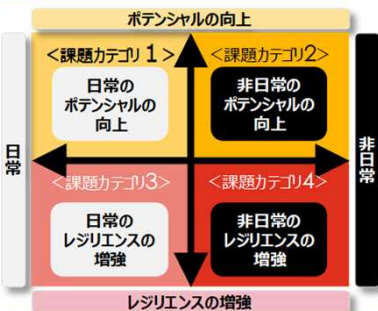 ポテンシャルの向上
<課題カテゴリ１>
<課題カテゴリ2>
日常の
ポテンシャルの
向上
非日常の
ポテンシャルの
向上
日常
非日常
<課題カテゴリ3>
<課題カテゴリ4>
日常の
レジリエンスの
増強
非日常の
レジリエンスの
増強
レジリエンスの増強